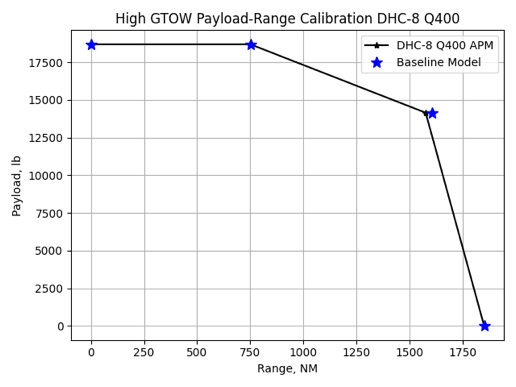 High GTOW Payload-Range Calibration DHC-8 Q400
DHC-8 Q400 APM
Baseline Model
Payload, lb
17500
15000
12500
10000
7500
5000
2500
0
0 250 500 750 1000 1250 1500 1750
Range, NM